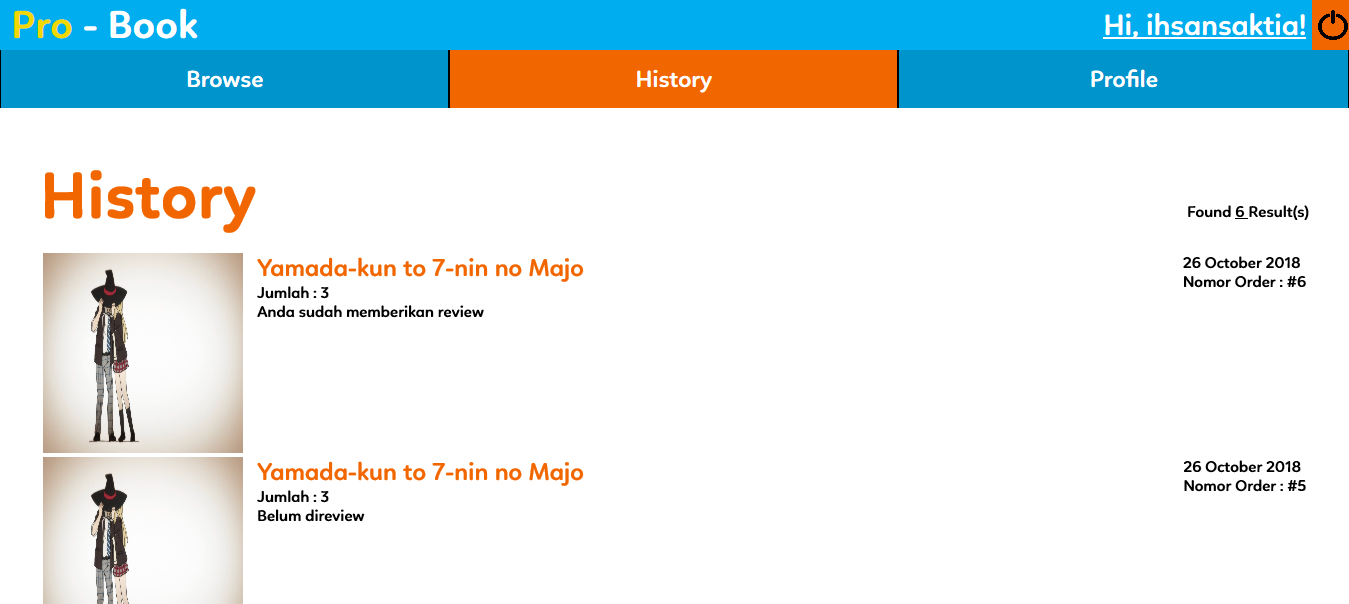 Pro - Book
Hi, ihsansaktia!
Browse
History
Profile
History
Found 6 Result(s)
Yamada-kun to 7-nin no Majo
Jumlah : 3
Anda sudah memberikan review
26 October 2018
Nomor Order : #6
Yamada-kun to 7-nin no Majo
Jumlah : 3
Belum direview
26 October 2018
Nomor Order : #5